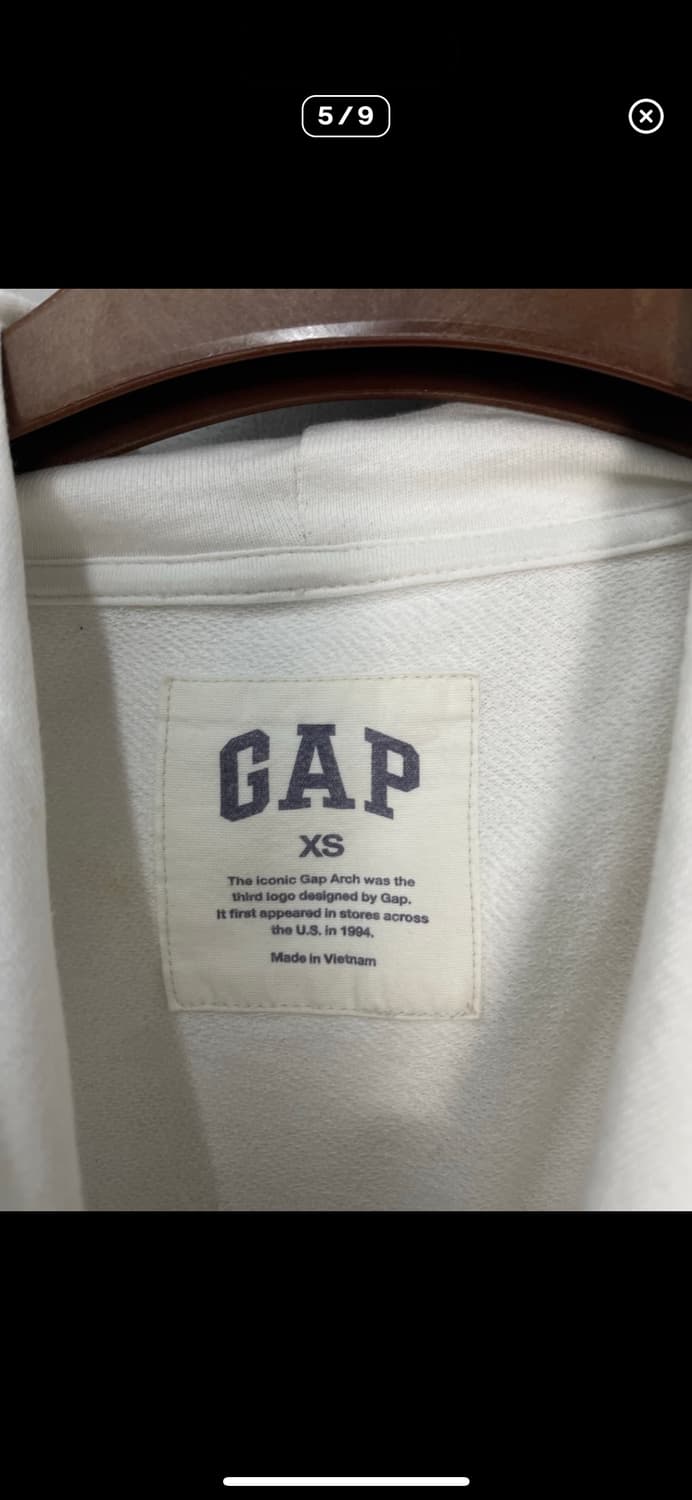 5/9
GAP
XS
The iconic Gap Arch was the
third logo designed by Gap.
It first appeared in stores across
the U.S. in 1994.
Made in Vietnam